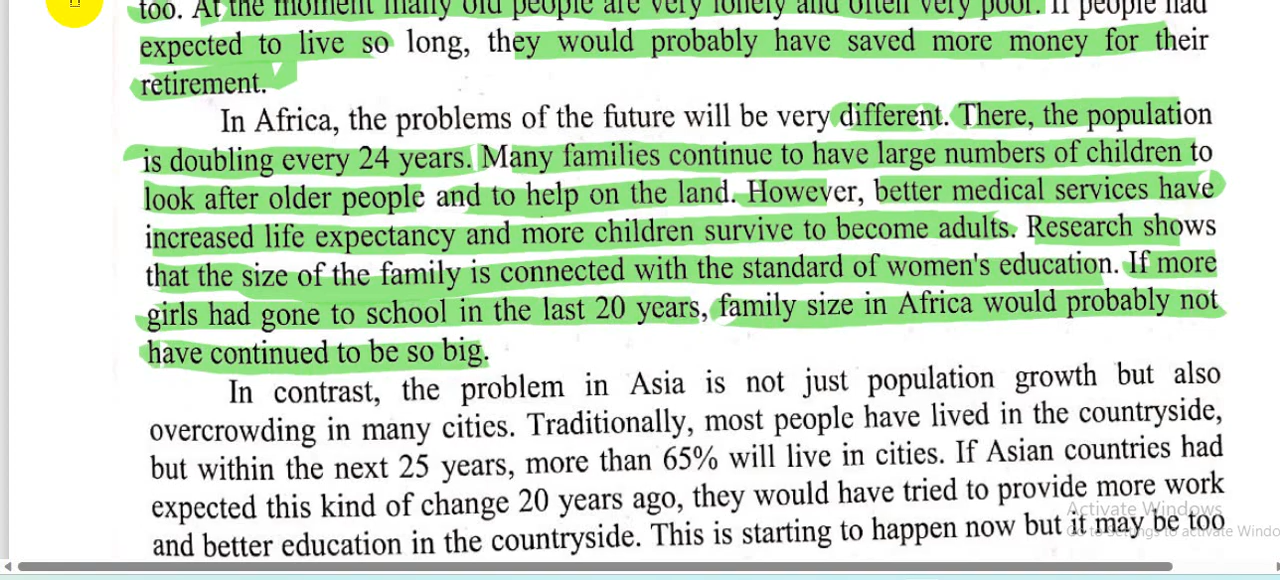 too. At the moment many old people are very lonely and often very poor. If people had
expected to live so long, they would probably have saved more money for their
retirement.
In Africa, the problems of the future will be very different. There, the population
is doubling every 24 years. Many families continue to have large numbers of children to
look after older people and to help on the land. However, better medical services have
increased life expectancy and more children survive to become adults. Research shows
that the size of the family is connected with the standard of women's education. If more
girls had gone to school in the last 20 years, family size in Africa would probably not
have continued to be so big.
In contrast, the problem in Asia is not just population growth but also
overcrowding in many cities. Traditionally, most people have lived in the countryside,
but within the next 25 years, more than 65% will live in cities. If Asian countries had
expected this kind of change 20 years ago, they would have tried to provide more work
Activate Windows
and better education in the countryside. This is starting to happen now but it may be too
Go to Settings to activate Windo